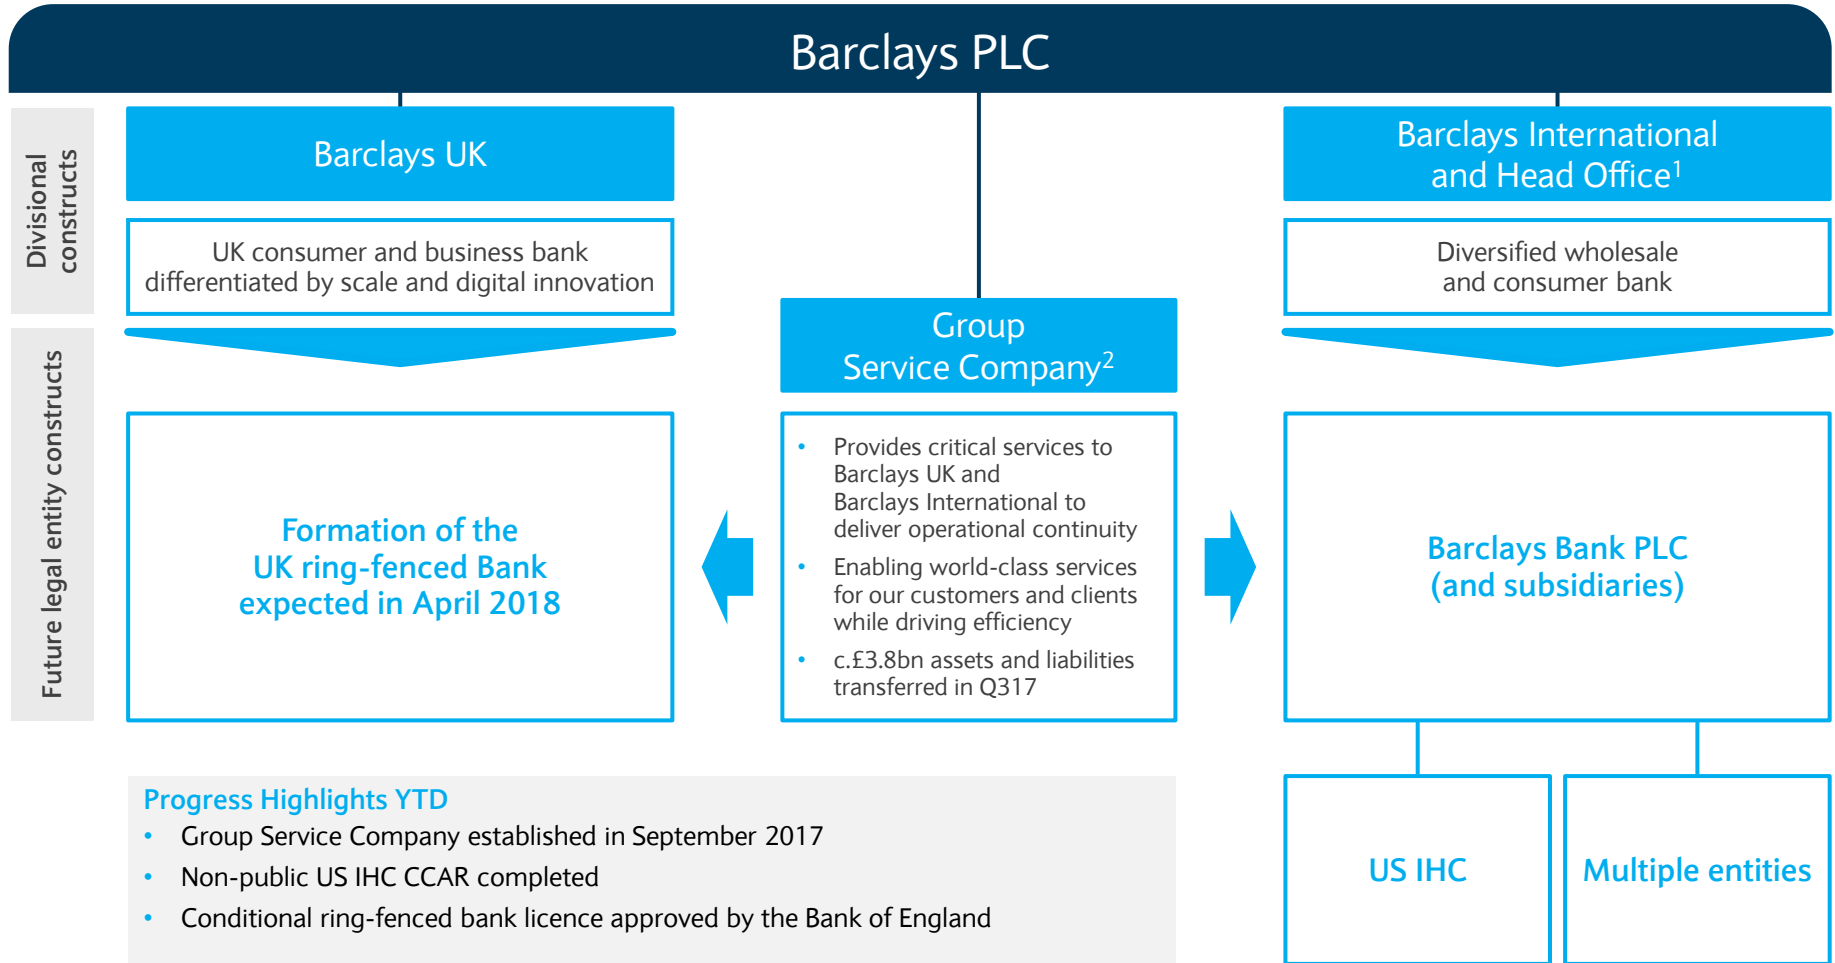 Barclays PLC
Divisional
constructs
Barclays UK
UK consumer and business bank
differentiated by scale and digital innovation
Barclays International
and Head Office¹
Diversified wholesale
and consumer bank
Group
Service Company²
Future legal entity constructs
Formation of the
UK ring-fenced Bank
expected in April 2018
• Provides critical services to
Barclays UK and
Barclays International to
deliver operational continuity
• Enabling world-class services
for our customers and clients
while driving efficiency
• c.£3.8bn assets and liabilities
transferred in Q317
Barclays Bank PLC
(and subsidiaries)
US IHC
Multiple entities
Progress Highlights YTD
• Group Service Company established in September 2017
• Non-public US IHC CCAR completed
• Conditional ring-fenced bank licence approved by the Bank of England